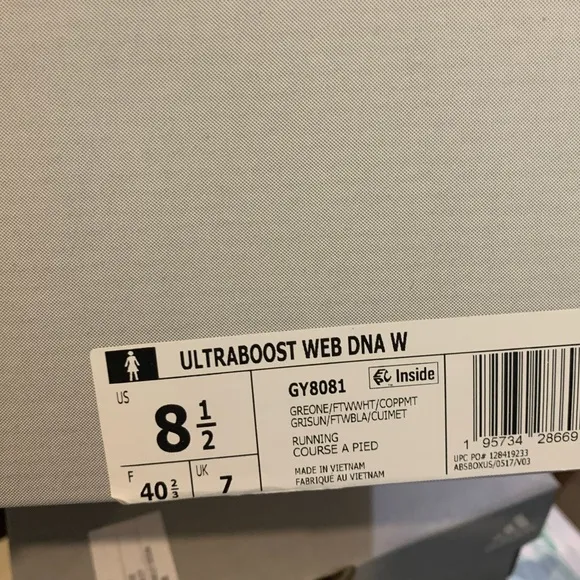 ULTRABOOST WEB DNA W
US
8 1/2
F
40 2/3
UK
7
GY8081
Inside
GREONE/FTWWHT/COPPMT
GRISUN/FTWBLA/CUIMET
RUNNING
COURSE A PIED
MADE IN VIETNAM
FABRIQUE AU VIETNAM
1 95734 28669
UPC PO# 128419233
ABSBOXUS/0517/V03